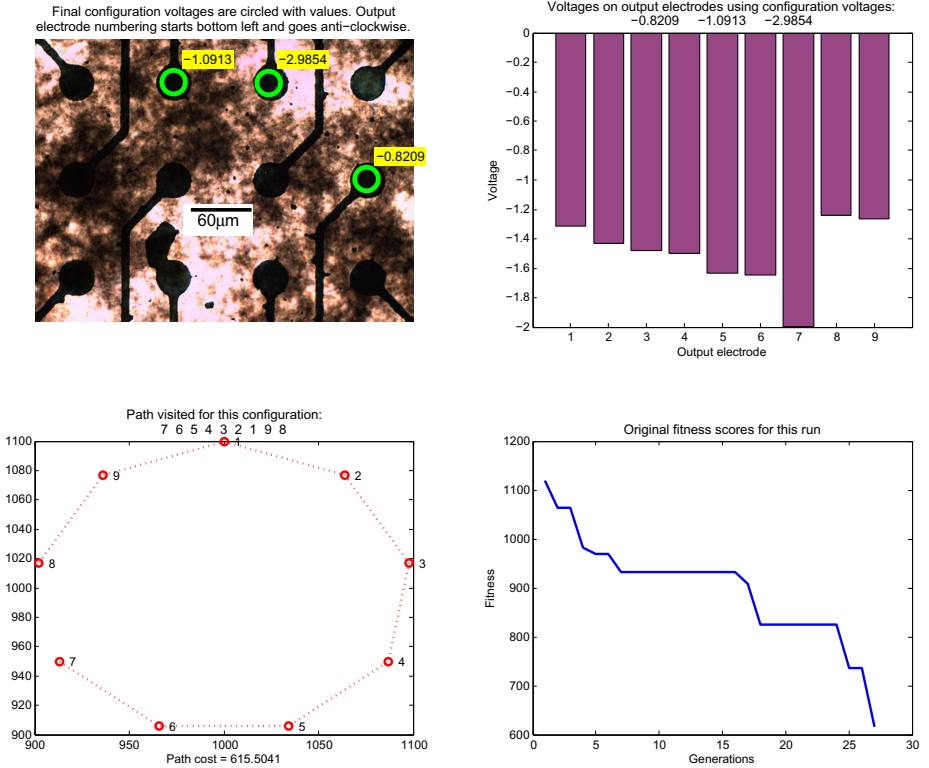 Final configuration voltages are circled with values. Output
electrode numbering starts bottom left and goes anti−clockwise.
−1.0913
−2.9854
−0.8209
60μm
Voltages on output electrodes using configuration voltages:
−0.8209 −1.0913 −2.9854
0
−0.2
−0.4
−0.6
−0.8
−1
−1.2
−1.4
−1.6
−1.8
−2
Voltage
1 2 3 4 5 6 7 8 9
Output electrode
Path visited for this configuration:
7 6 5 4 3 2 1 9 8
1100
1080
1060
1040
1020
1000
980
960
940
920
900
1
2
3
4
5
6
7
8
9
900 950 1000 1050 1100
Path cost = 615.5041
Original fitness scores for this run
1200
1100
1000
900
800
700
600
Fitness
0 5 10 15 20 25 30
Generations